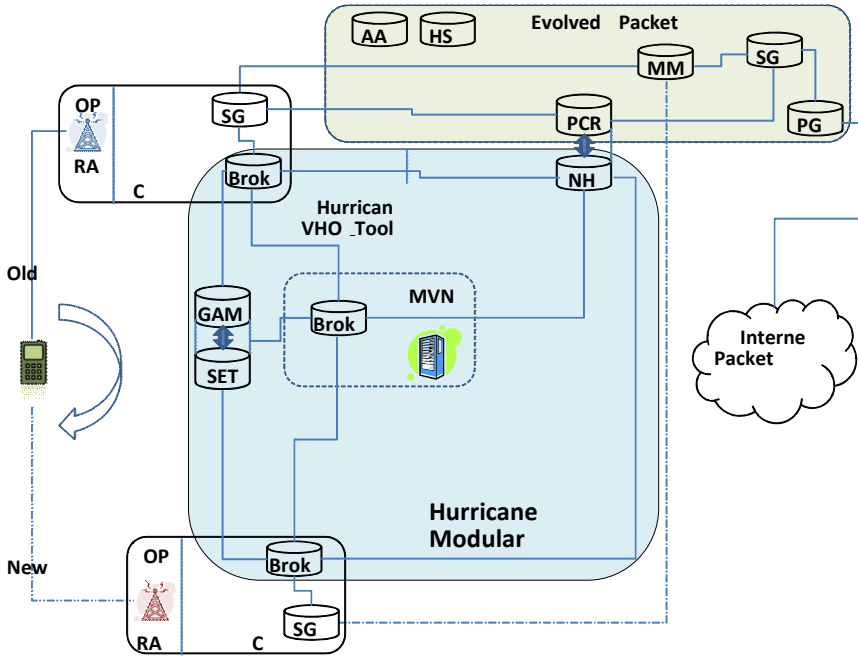 Evolved Packet
AA
HS
MM
SG
OP
SG
PCR
PG
RA
Brok
NH
C
Hurrican
VHO _Tool
Old
MVN
GAM
Brok
Interne
Packet
SET
Hurricane
Modular
OP
Brok
New
SG
RA
C